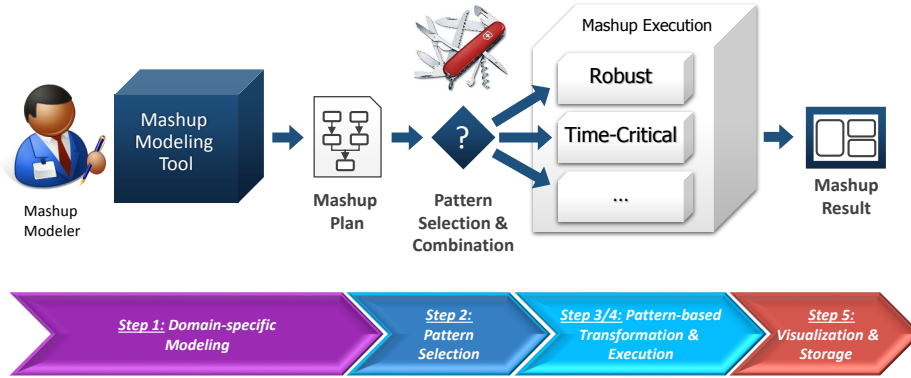 Mashup Execution
Robust
Time-Critical
...
Mashup
Modeling
Tool
?
Mashup
Modeler
Mashup
Plan
Pattern
Selection &
Combination
Mashup
Result
Step 1: Domain-specific
Modeling
Step 2:
Pattern
Selection
Step 3/4: Pattern-based
Transformation &
Execution
Step 5:
Visualization &
Storage